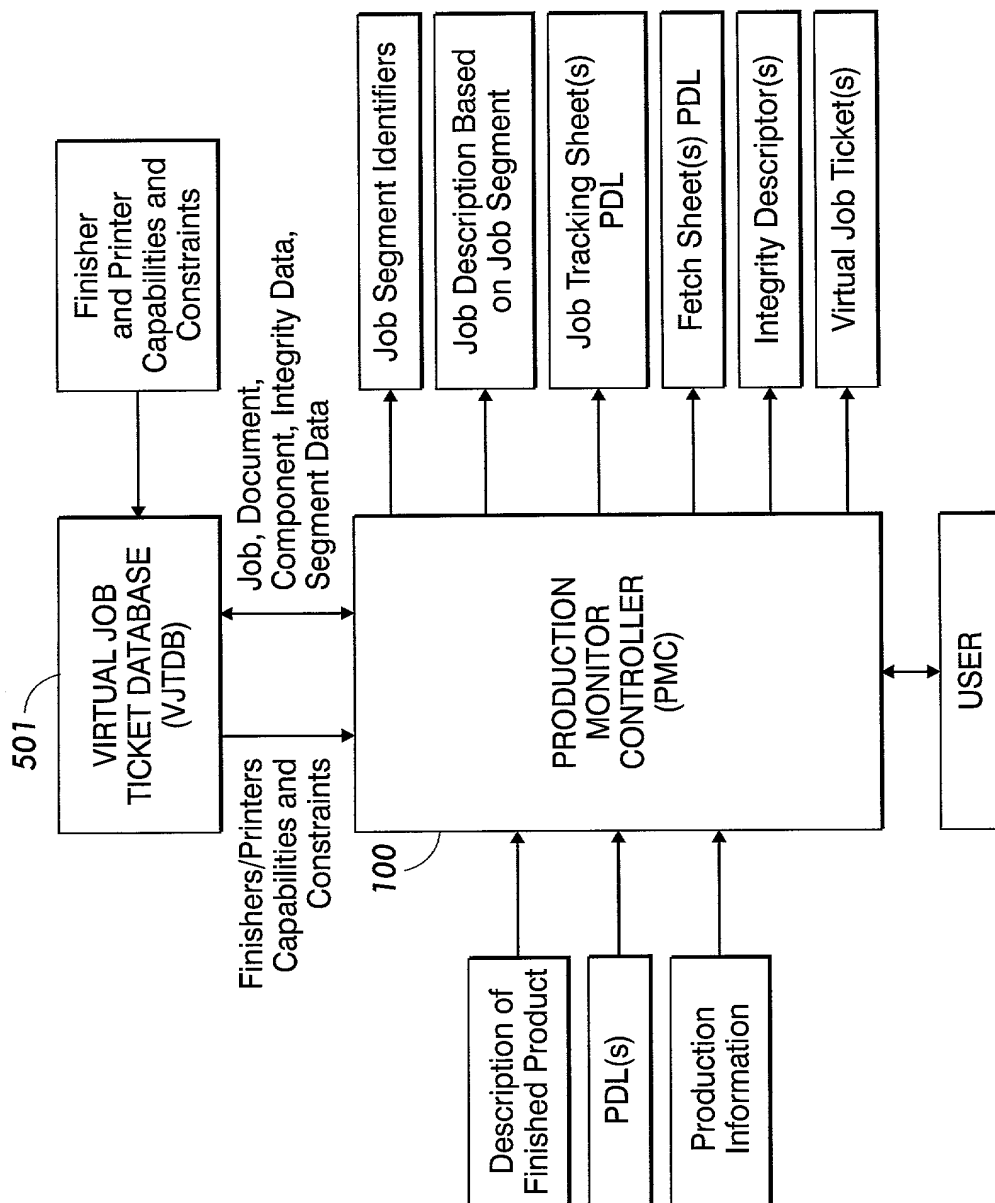 501
VIRTUAL JOB
TICKET DATABASE
(VJTDB)
Finisher
and Printer
Capabilities and
Constraints
Finishers/Printers
Capabilities and
Constraints
Job, Document,
Component, Integrity Data,
Segment Data
100
PRODUCTION
MONITOR
CONTROLLER
(PMC)
Description of
Finished Product
PDL(s)
Production
Information
Job Segment Identifiers
Job Description Based
on Job Segment
Job Tracking Sheet(s)
PDL
Fetch Sheet(s) PDL
Integrity Descriptor(s)
Virtual Job Ticket(s)
USER